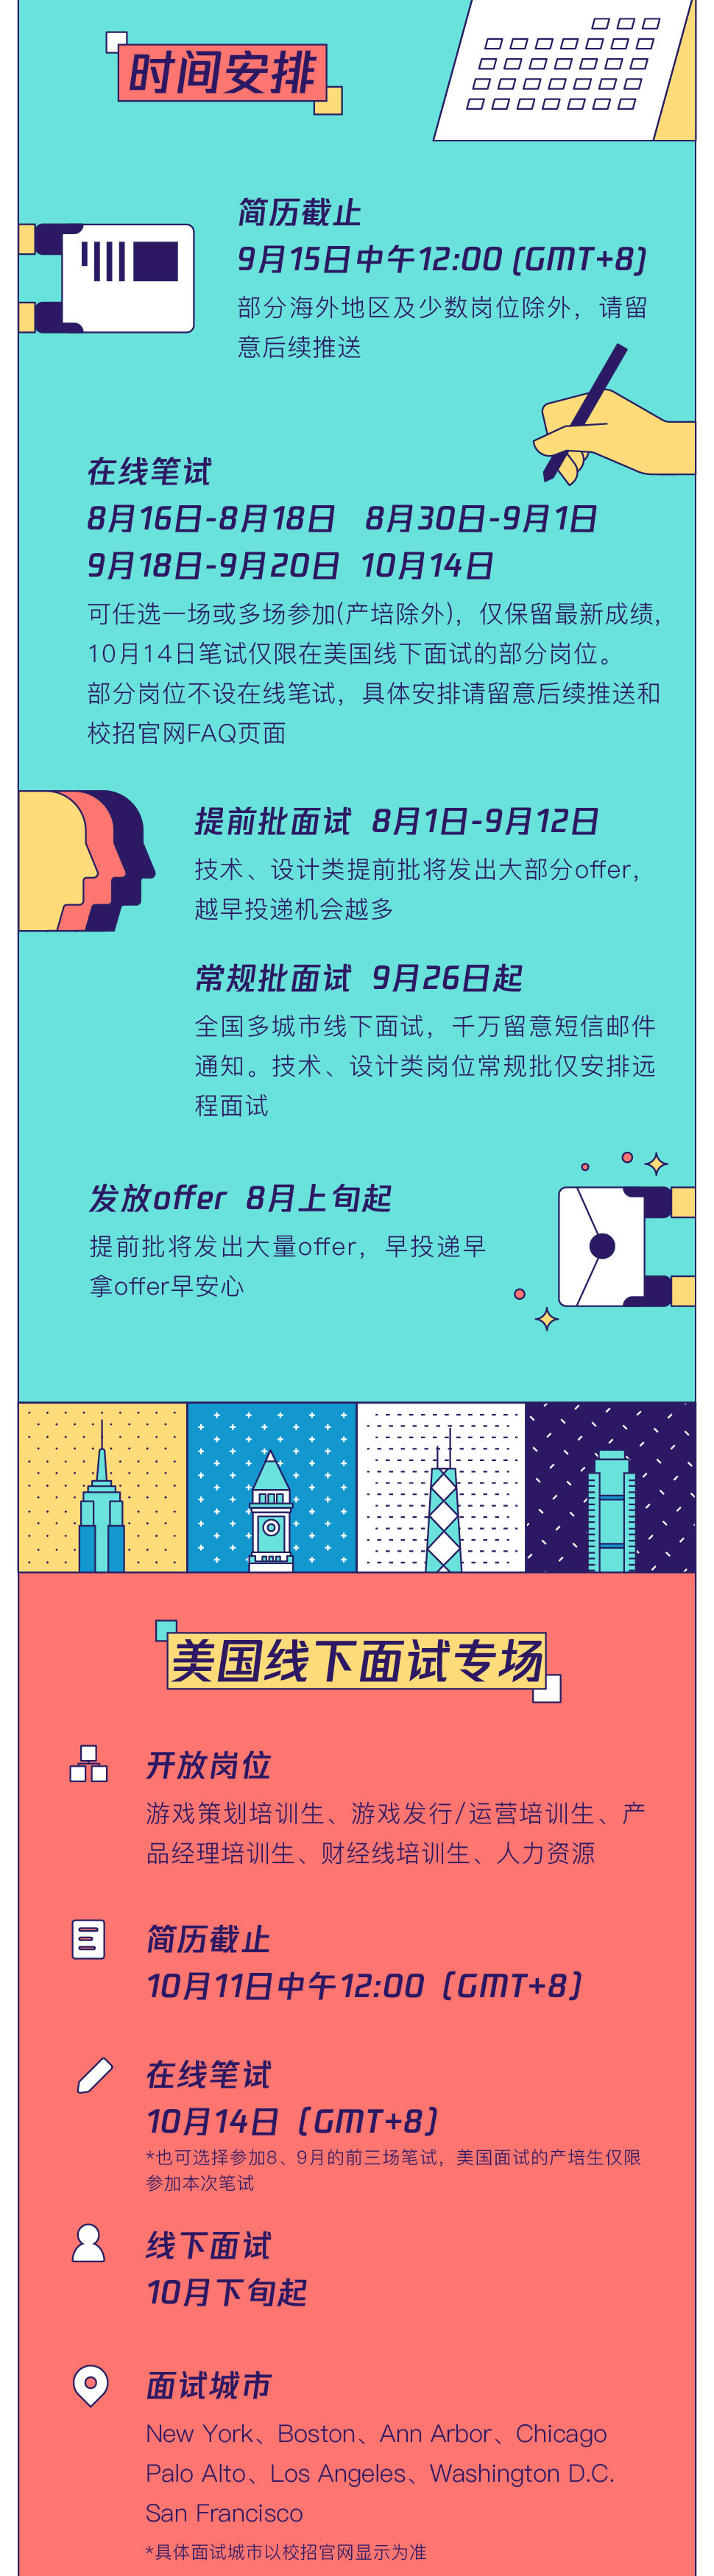 时间安排
简历截止
9月15日中午12:00 (GMT+8)
部分海外地区及少数岗位除外，请留
意后续推送
在线笔试
8月16日-8月18日 8月30日-9月1日
9月18日-9月20日 10月14日
可任选一场或多场参加(产培除外)，仅保留最新成绩，
10月14日笔试仅限在美国线下面试的部分岗位。
部分岗位不设在线笔试，具体安排请留意后续推送和
校招官网FAQ页面
提前批面试 8月1日-9月12日
技术、设计类提前批将发出大部分offer，
越早投递机会越多
常规批面试 9月26日起
全国多城市线下面试，千万留意短信邮件
通知。技术、设计类岗位常规批仅安排远
程面试
发放offer 8月上旬起
提前批将发出大量offer，早投递早
拿offer早安心
美国线下面试专场
开放岗位
游戏策划培训生、游戏发行/运营培训生、产
品经理培训生、财经线培训生、人力资源
简历截止
10月11日中午12:00（GMT+8）
在线笔试
10月14日（GMT+8）
*也可选择参加8、9月的前三场笔试，美国面试的产培生仅限
参加本次笔试
线下面试
10月下旬起
面试城市
New York、Boston、Ann Arbor、Chicago
Palo Alto、Los Angeles、Washington D.C.
San Francisco
*具体面试城市以校招官网显示为准